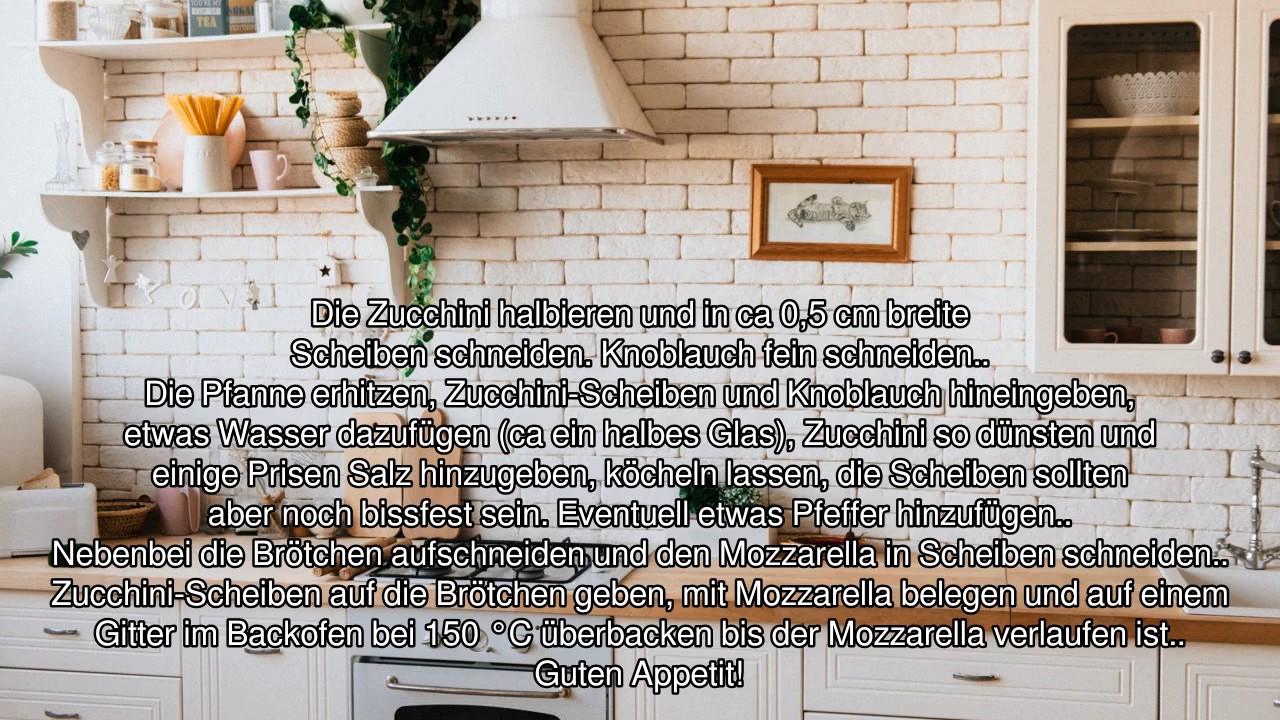 TEA
Die Zucchini halbieren und in ca 0,5 cm breite
Scheiben schneiden. Knoblauch fein schneiden..
Die Pfanne erhitzen, Zucchini-Scheiben und Knoblauch hineingeben,
etwas Wasser dazufügen (ca ein halbes Glas), Zucchini so dünsten und
einige Prisen Salz hinzugeben, köcheln lassen, die Scheiben sollten
aber noch bissfest sein. Eventuell etwas Pfeffer hinzufügen..
Nebenbei die Brötchen aufschneiden und den Mozzarella in Scheiben schneiden..
Zucchini-Scheiben auf die Brötchen geben, mit Mozzarella belegen und auf einem
Gitter im Backofen bei 150 °C überbacken bis der Mozzarella verlaufen ist..
Guten Appetit!